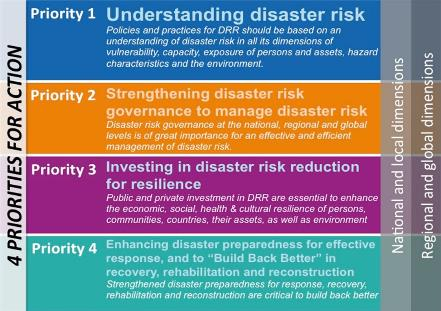 4 PRIORITIES FOR ACTION
Priority 1
Understanding disaster risk
Policies and practices for DRR should be based on an
understanding of disaster risk in all its dimensions of
vulnerability, capacity, exposure of persons and assets, hazard
characteristics and the environment.
Priority 2
Strengthening disaster risk
governance to manage disaster risk
Disaster risk governance at the national, regional and global
levels is of great importance for an effective and efficient
management of disaster risk.
Priority 3
Investing in disaster risk reduction
for resilience
Public and private investment in DRR are essential to enhance
the economic, social, health & cultural resilience of persons,
communities, countries, their assets, as well as environment
Priority 4
Enhancing disaster preparedness for effective
response, and to “Build Back Better” in
recovery, rehabilitation and reconstruction
Strengthened disaster preparedness for response, recovery,
rehabilitation and reconstruction are critical to build back better
National and local dimensions
Regional and global dimensions